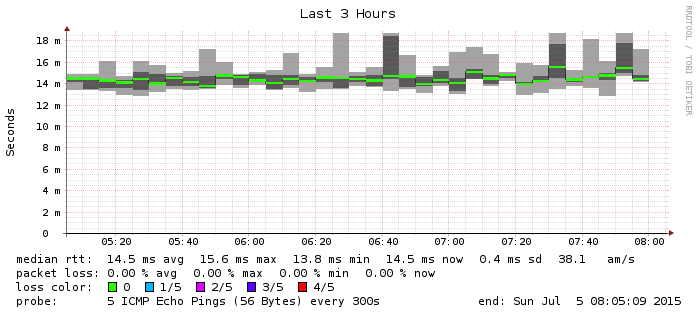 Last 3 Hours
RRDTOOL / TOBI OETIKER
Seconds
18 m
16 m
14 m
12 m
10 m
8 m
6 m
4 m
2 m
0
05:20 05:40 06:00 06:20 06:40 07:00 07:20 07:40 08:00
median rtt: 14.5 ms avg 15.6 ms max 13.8 ms min 14.5 ms now 0.4 ms sd 38.1 am/s
packet loss: 0.00 % avg 0.00 % max 0.00 % min 0.00 % now
loss color: 0 1/5 2/5 3/5 4/5
probe: 5 ICMP Echo Pings (56 Bytes) every 300s end: Sun Jul 5 08:05:09 2015